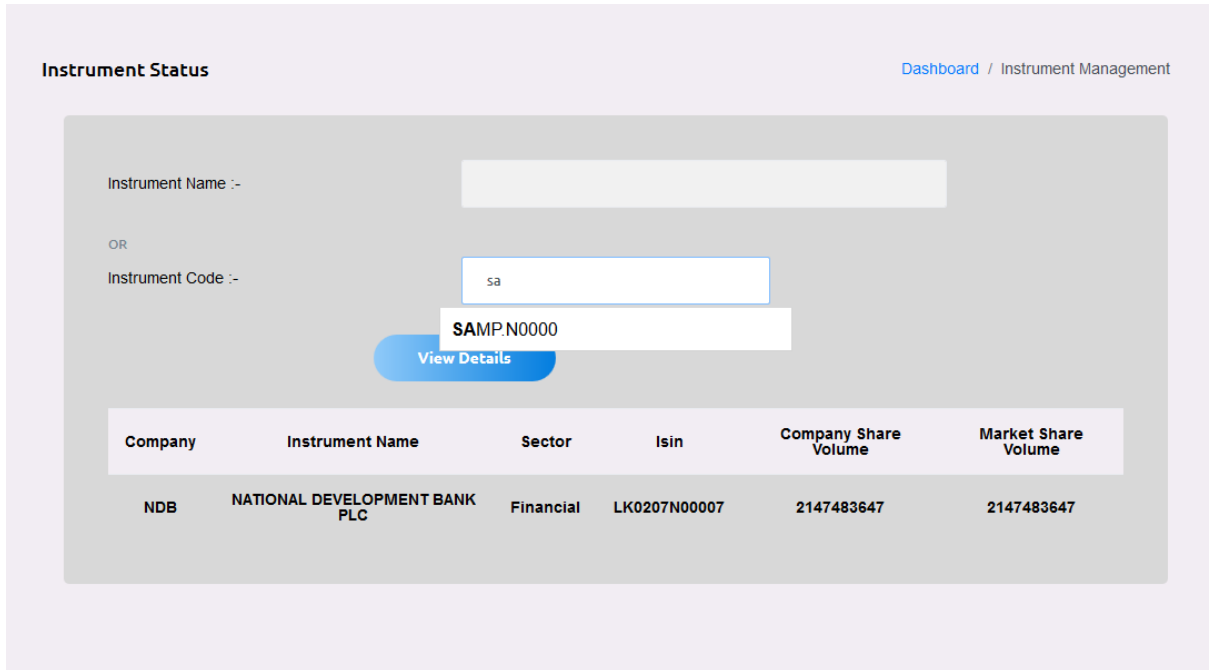 Instrument Status
Dashboard / Instrument Management
Instrument Name :-
OR
Instrument Code :-
sa
SAMP.N0000
View Details
Company Instrument Name Sector Isin Company Share Volume Market Share Volume
NDB NATIONAL DEVELOPMENT BANK PLC Financial LK0207N00007 2147483647 2147483647